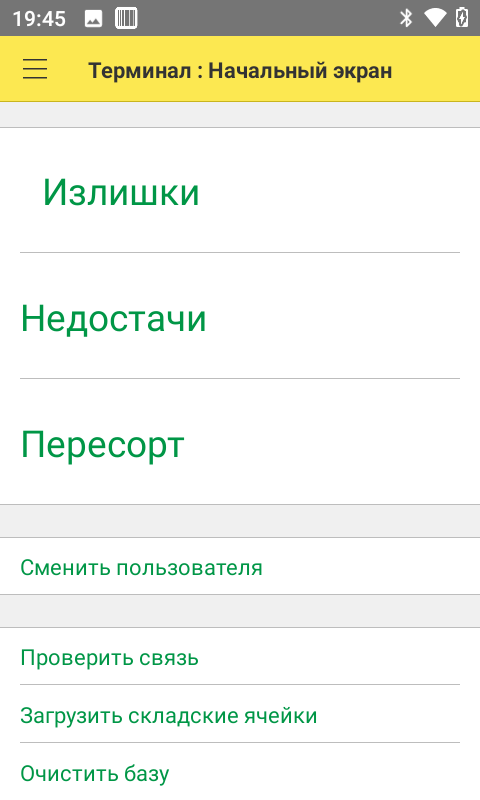 19:45
Терминал : Начальный экран
Излишки
Недостачи
Пересорт
Сменить пользователя
Проверить связь
Загрузить складские ячейки
Очистить базу